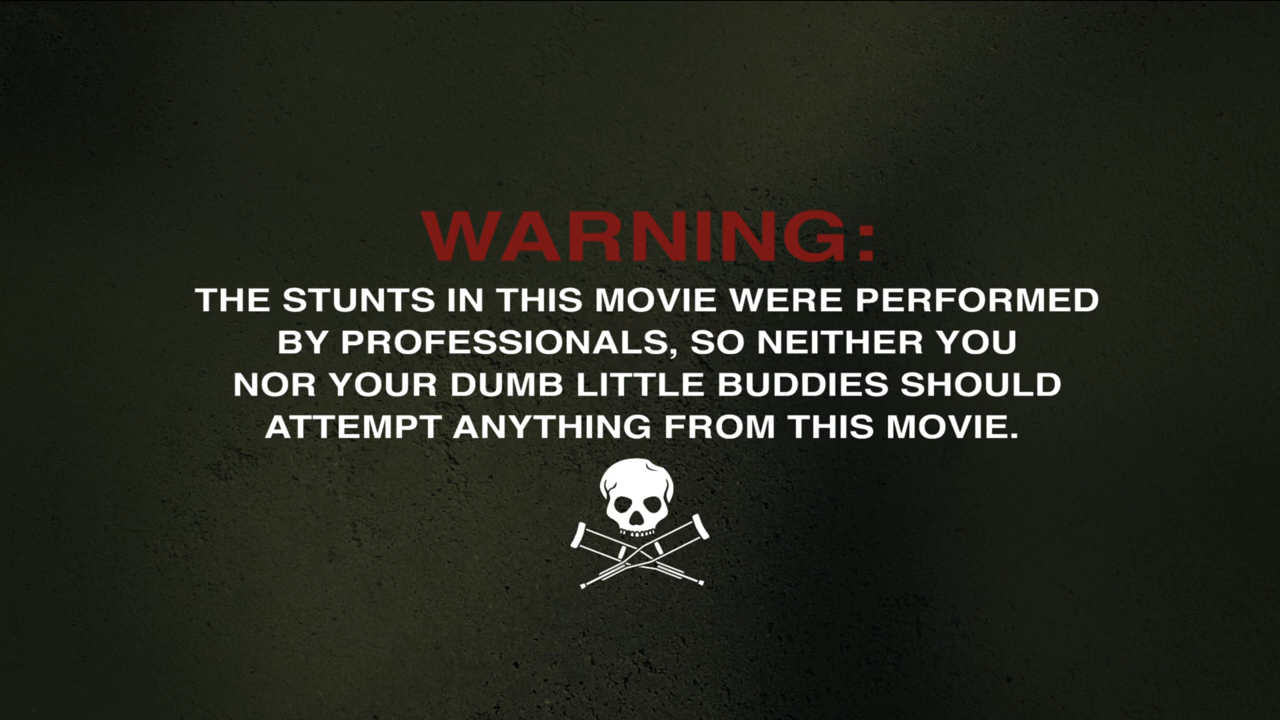 WARNING:
THE STUNTS IN THIS MOVIE WERE PERFORMED
BY PROFESSIONALS, SO NEITHER YOU
NOR YOUR DUMB LITTLE BUDDIES SHOULD
ATTEMPT ANYTHING FROM THIS MOVIE.